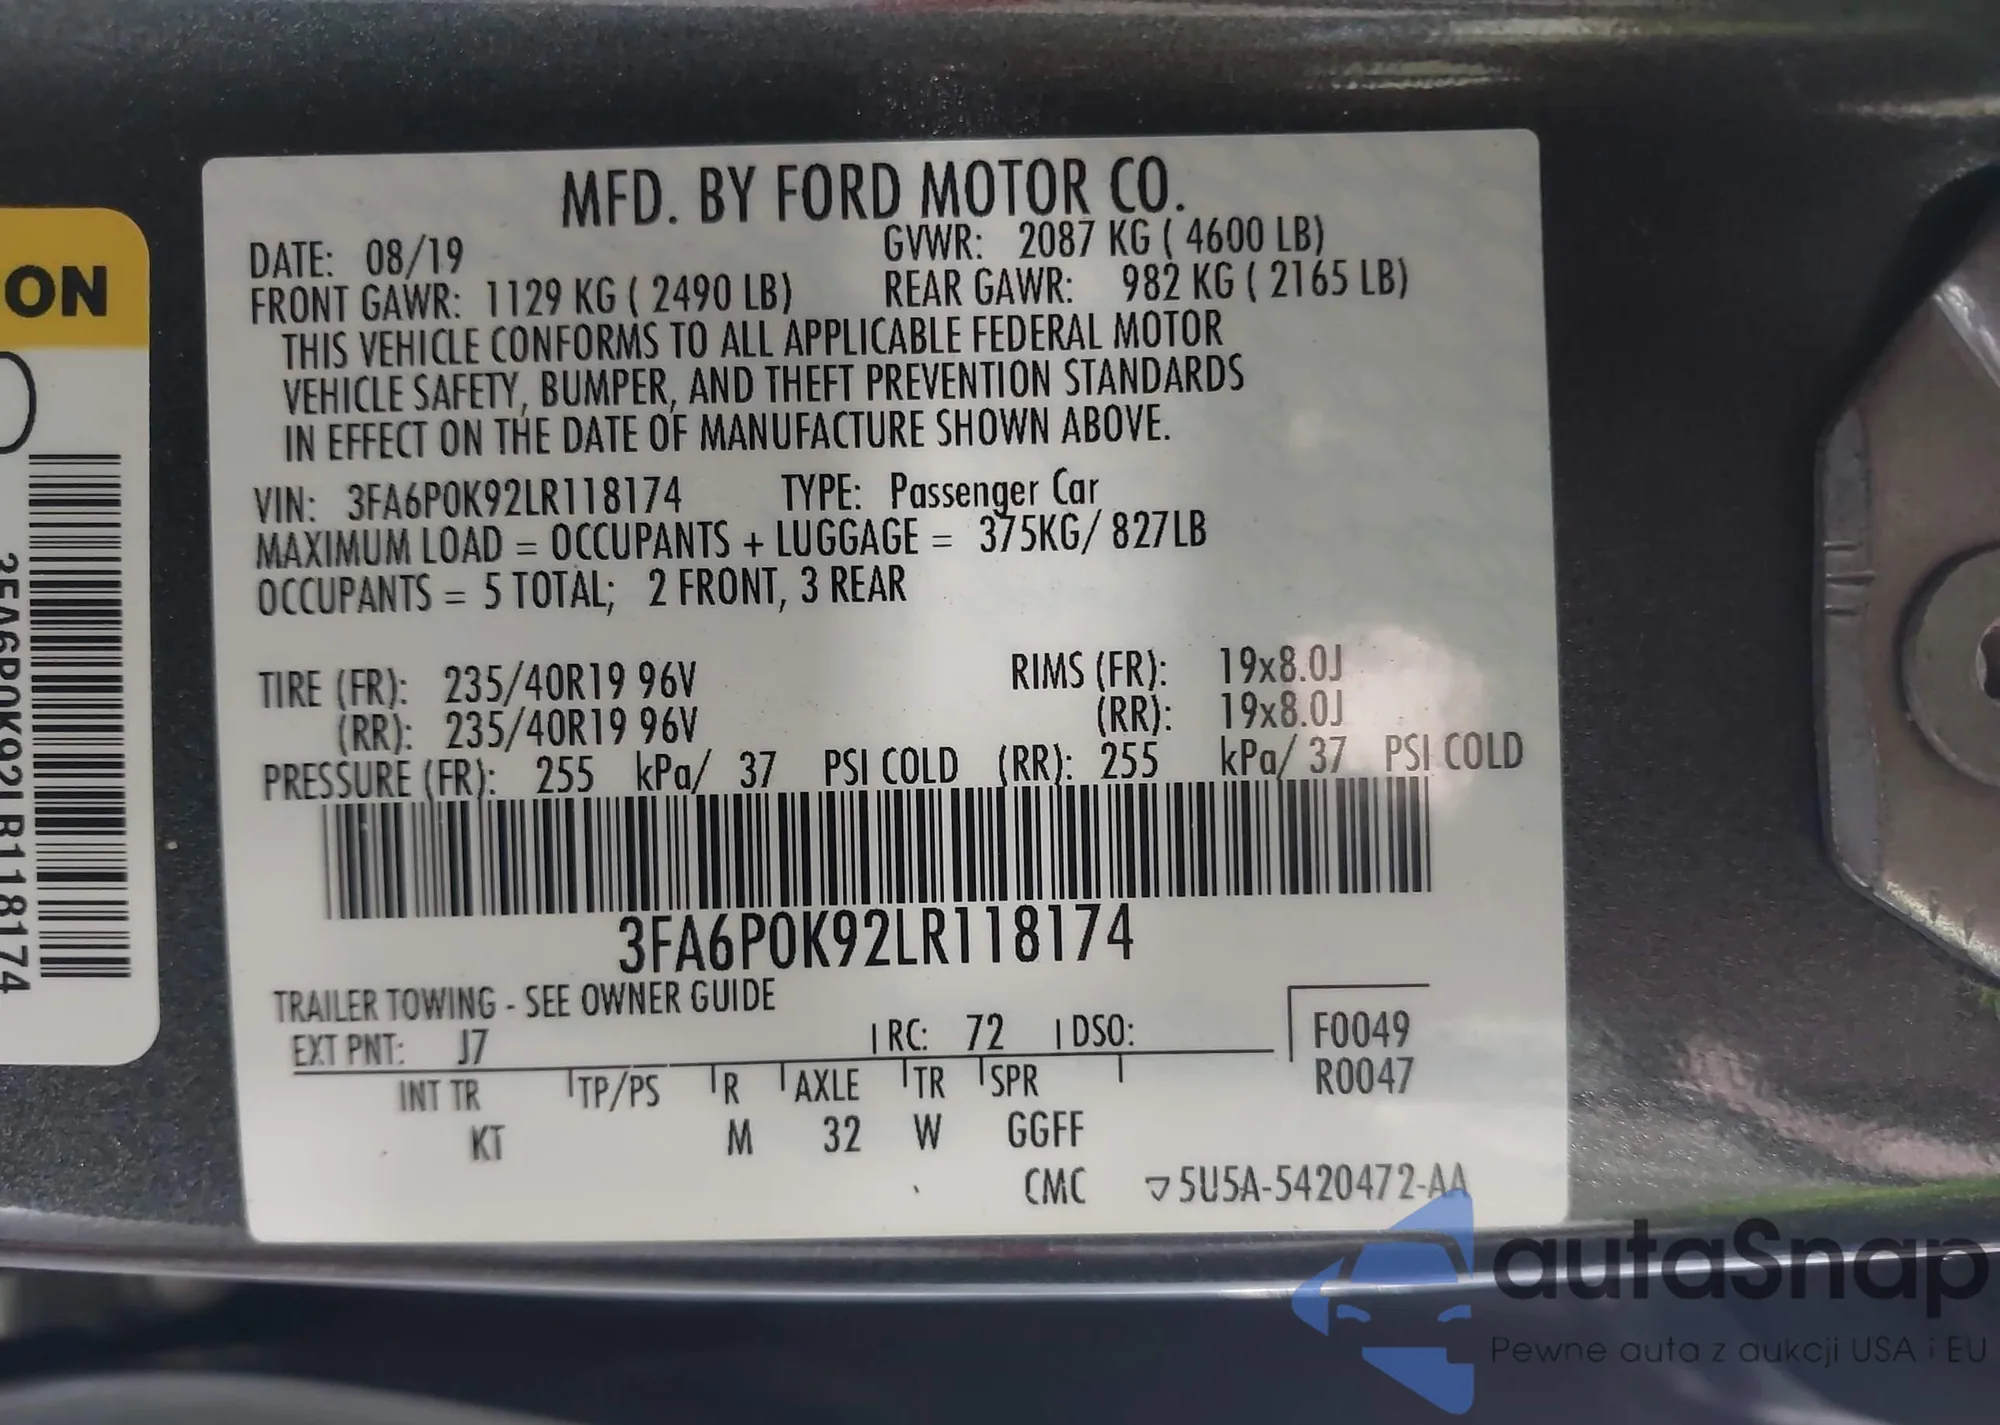 MFD. BY FORD MOTOR CO.
DATE: 08/19 GVWR: 2087 KG ( 4600 LB)
FRONT GAWR: 1129 KG ( 2490 LB) REAR GAWR: 982 KG ( 2165 LB)
THIS VEHICLE CONFORMS TO ALL APPLICABLE FEDERAL MOTOR
VEHICLE SAFETY, BUMPER, AND THEFT PREVENTION STANDARDS
IN EFFECT ON THE DATE OF MANUFACTURE SHOWN ABOVE.
VIN: 3FA6P0K92LR118174 TYPE: Passenger Car
MAXIMUM LOAD = OCCUPANTS + LUGGAGE = 375KG/ 827LB
OCCUPANTS = 5 TOTAL; 2 FRONT, 3 REAR
TIRE (FR): 235/40R19 96V RIMS (FR): 19x8.0J
(RR): 235/40R19 96V (RR): 19x8.0J
PRESSURE (FR): 255 kPa/ 37 PSI COLD (RR): 255 kPa/ 37 PSI COLD
3FA6P0K92LR118174
TRAILER TOWING - SEE OWNER GUIDE
EXT PNT: J7 RC: 72 DSO: F0049
R0047
INT TR TP/PS R AXLE TR SPR
KT M 32 W GGFF
CMC ▽5U5A-5420472-AA
ON
3FA6P0K92LR118174
autaSnap
Pewne auta z aukcji USA i EU